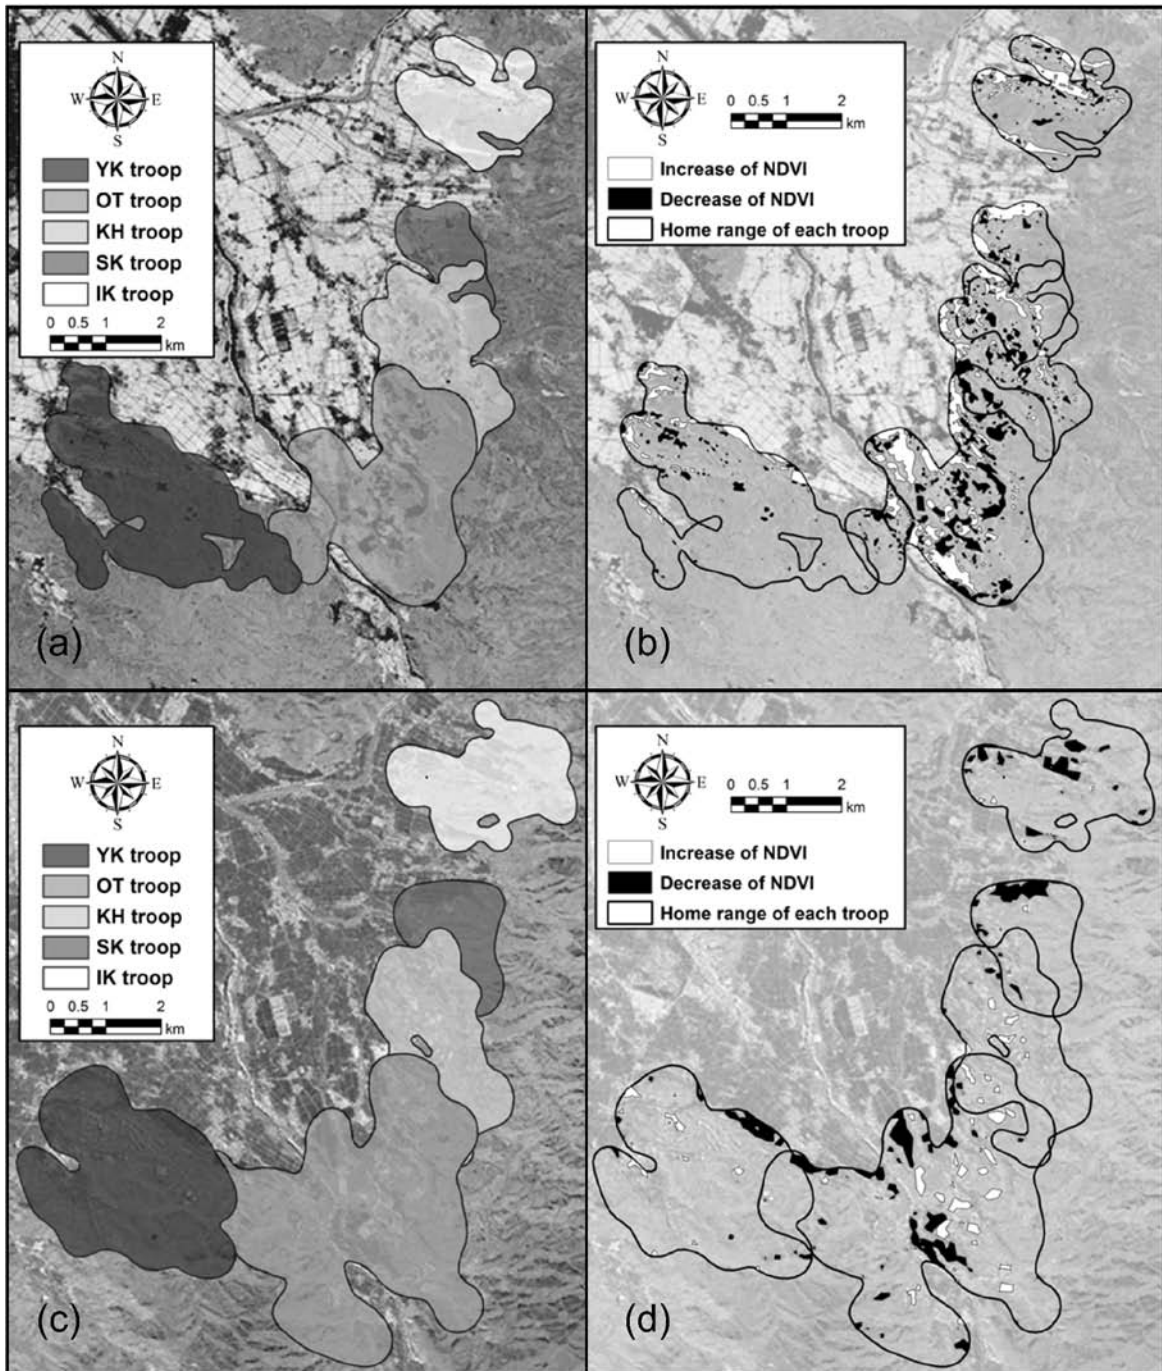 N
W E
S
YK troop
OT troop
KH troop
SK troop
IK troop
0 0.5 1 2
km
(a)
N
W E
S
0 0.5 1 2
km
Increase of NDVI
Decrease of NDVI
Home range of each troop
(b)
N
W E
S
YK troop
OT troop
KH troop
SK troop
IK troop
0 0.5 1 2
km
(c)
N
W E
S
0 0.5 1 2
km
Increase of NDVI
Decrease of NDVI
Home range of each troop
(d)